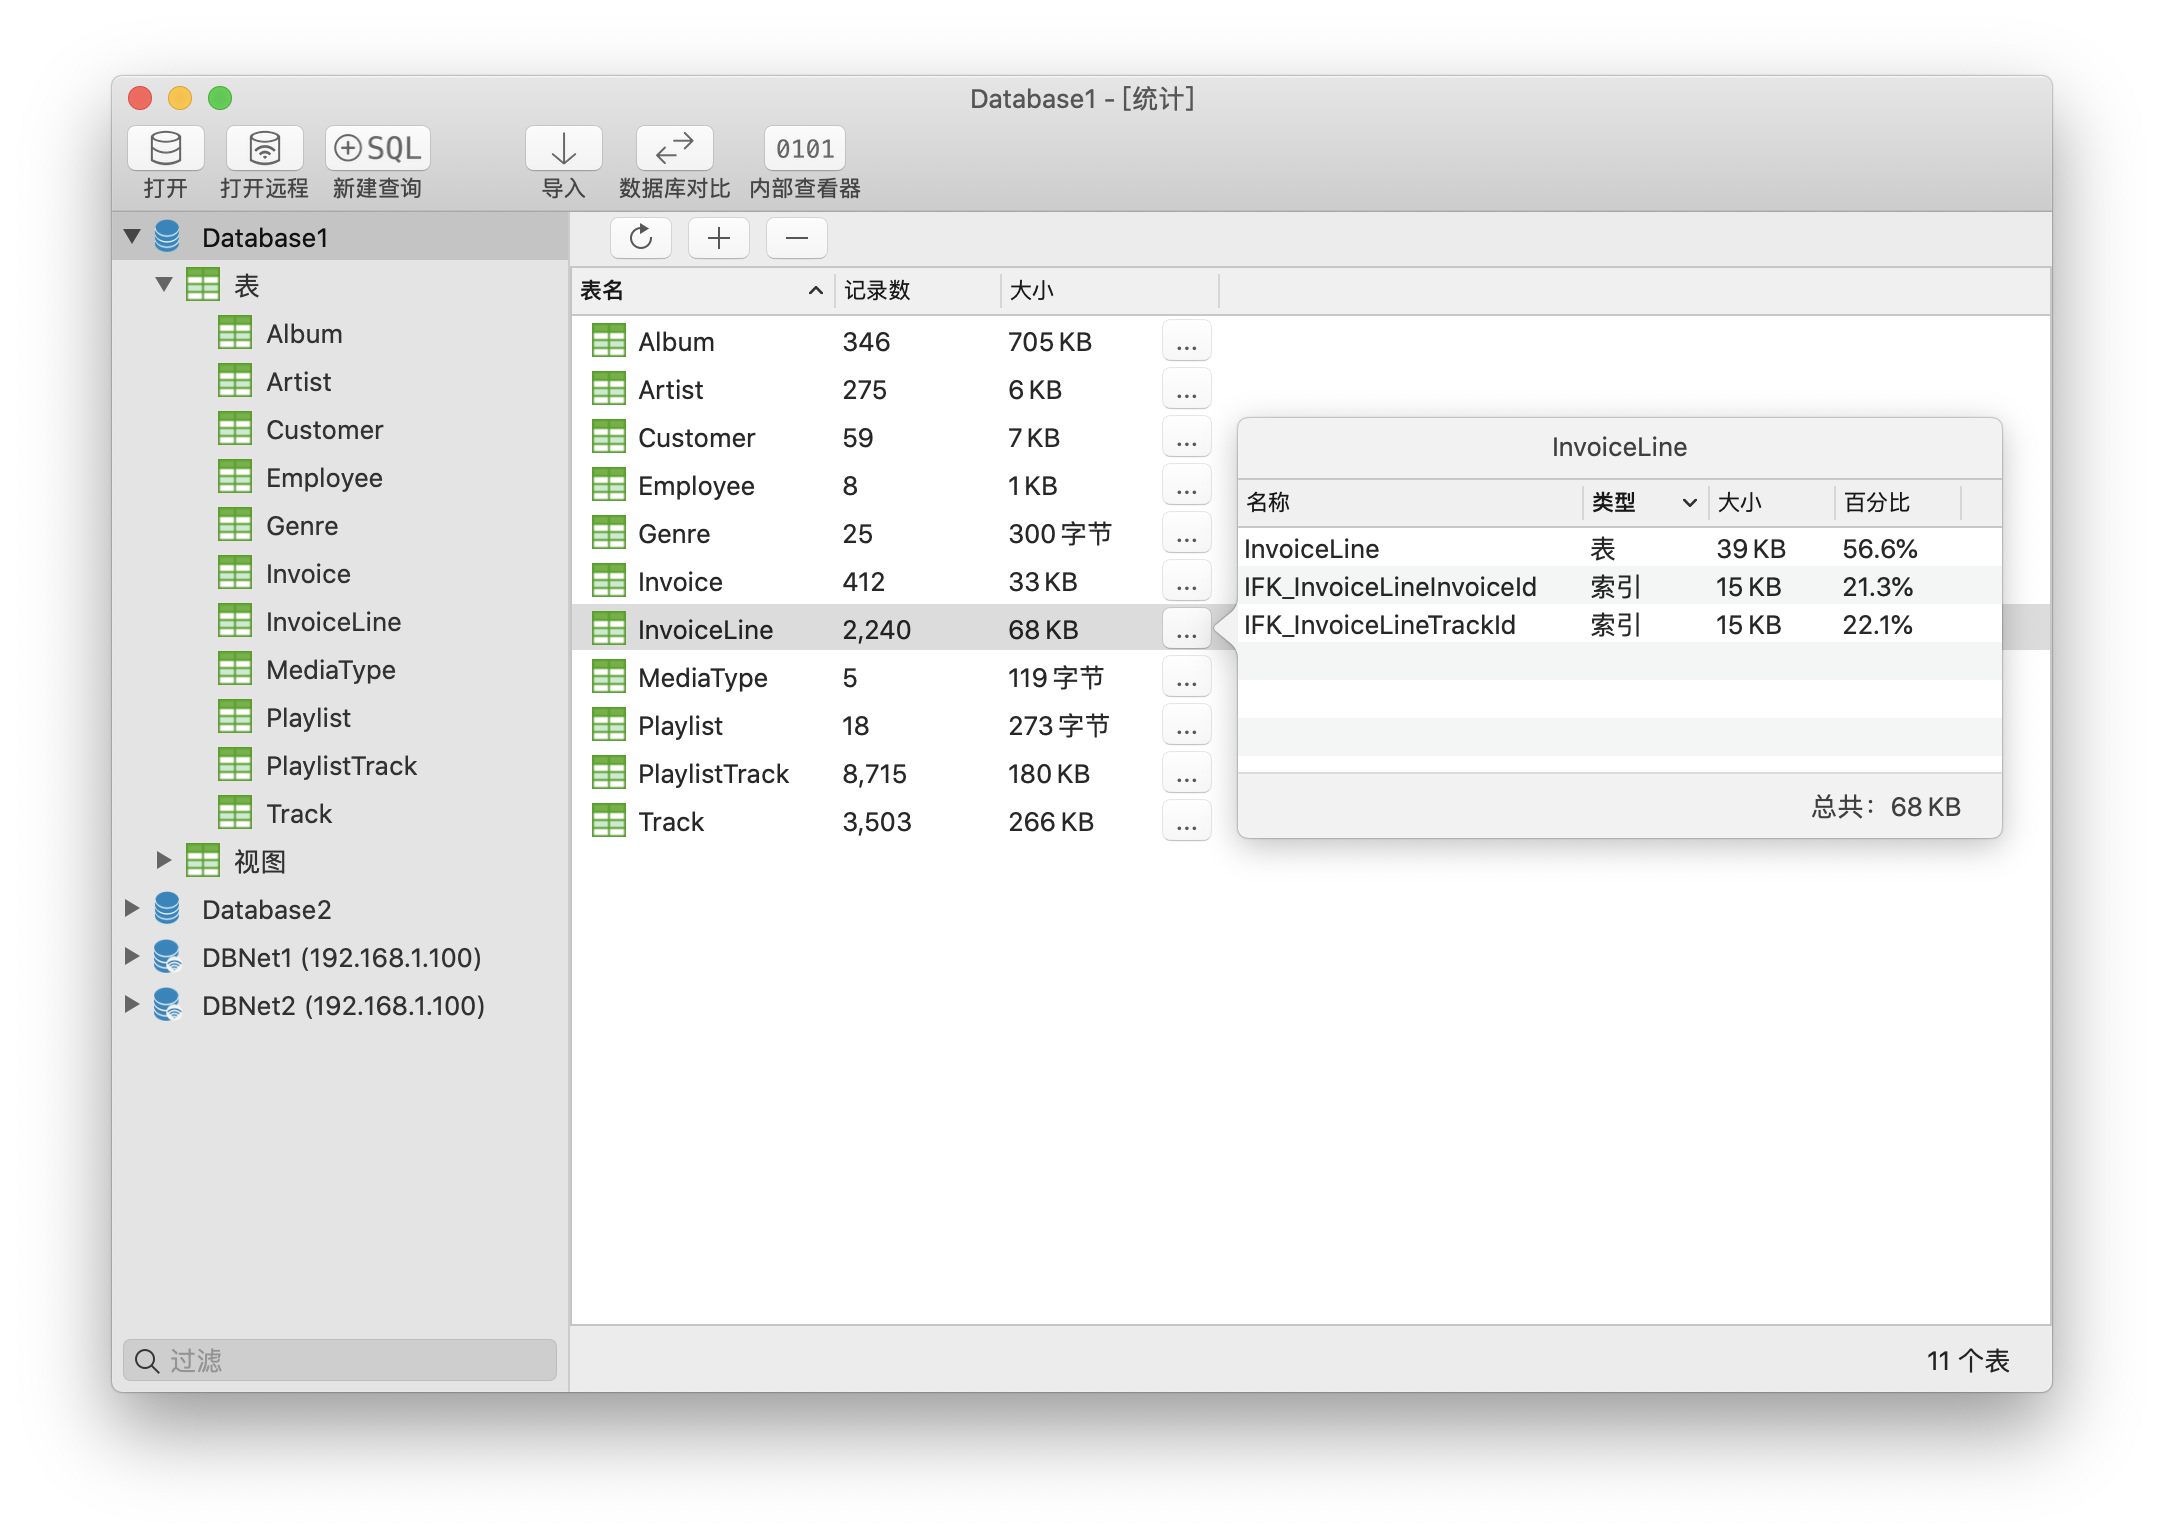 Database1 - [统计]
SQL
0101
打开 打开远程 新建查询 导入 数据库对比 内部查看器
Database1
表
Album
Artist
Customer
Employee
Genre
Invoice
InvoiceLine
MediaType
Playlist
PlaylistTrack
Track
视图
Database2
DBNet1 (192.168.1.100)
DBNet2 (192.168.1.100)
过滤
表名 记录数 大小
Album 346 705 KB ...
Artist 275 6 KB ...
Customer 59 7 KB ...
Employee 8 1 KB ...
Genre 25 300 字节 ...
Invoice 412 33 KB ...
InvoiceLine 2,240 68 KB ...
MediaType 5 119 字节 ...
Playlist 18 273 字节 ...
PlaylistTrack 8,715 180 KB ...
Track 3,503 266 KB ...
InvoiceLine
名称 类型 大小 百分比
InvoiceLine 表 39 KB 56.6%
IFK_InvoiceLineInvoiceId 索引 15 KB 21.3%
IFK_InvoiceLineTrackId 索引 15 KB 22.1%
总共: 68 KB
11 个表